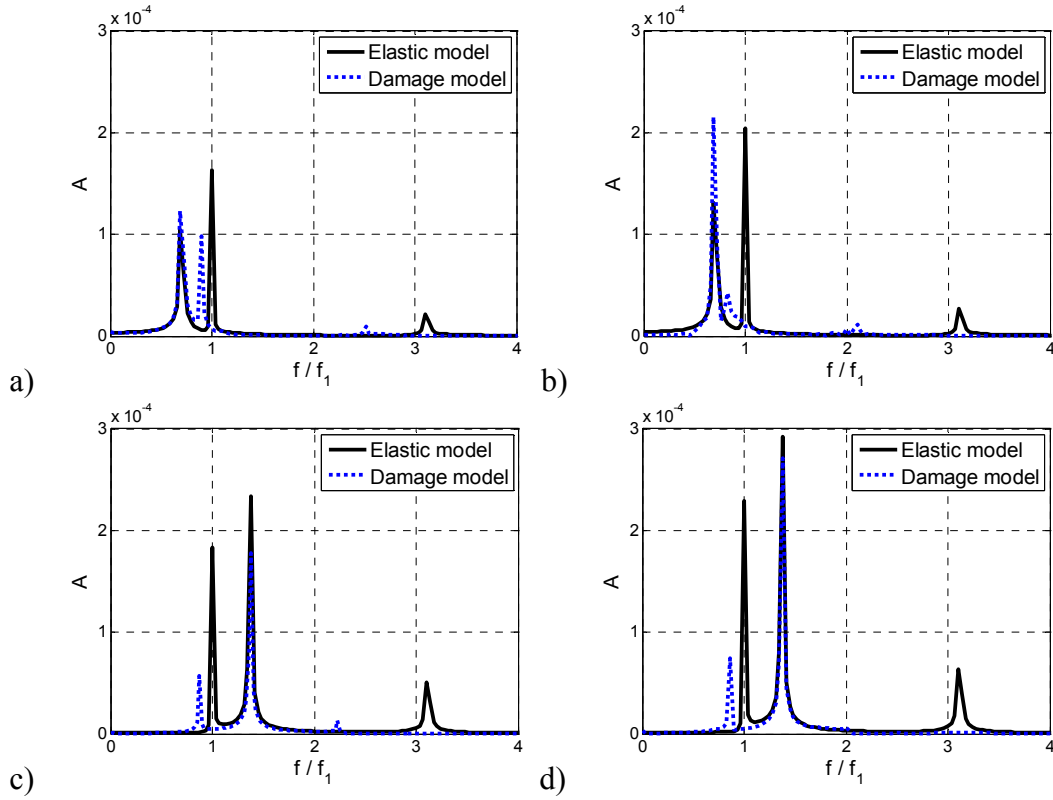 x 10-4
3
2
1
0
A
0 1 2 3 4
f / f1
Elastic model
Damage model
a)
x 10-4
3
2
1
0
A
0 1 2 3 4
f / f1
Elastic model
Damage model
b)
x 10-4
3
2
1
0
A
0 1 2 3 4
f / f1
Elastic model
Damage model
c)
x 10-4
3
2
1
0
A
0 1 2 3 4
f / f1
Elastic model
Damage model
d)